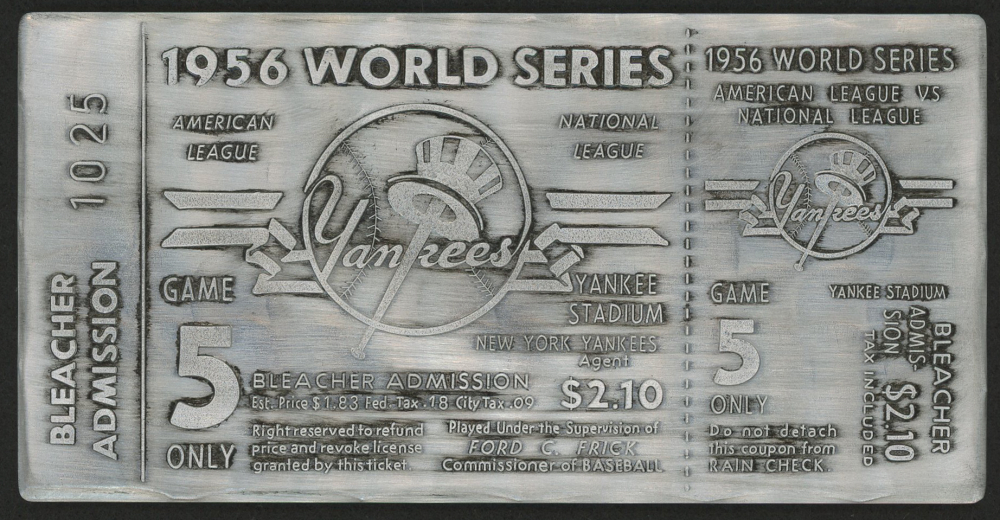 1025
BLEACHER
ADMISSION
1956 WORLD SERIES
AMERICAN
LEAGUE
NATIONAL
LEAGUE
Yankees
GAME
5
ONLY
YANKEE
STADIUM
NEW YORK YANKEES
Agent
BLEACHER ADMISSION
Est. Price $1.83 Fed. Tax .18 City Tax .09
$2.10
Right reserved to refund
price and revoke license
granted by this ticket.
Played Under the Supervision of
FORD C. FRICK
Commissioner of BASEBALL
1956 WORLD SERIES
AMERICAN LEAGUE VS
NATIONAL LEAGUE
Yankees
GAME
5
ONLY
YANKEE STADIUM
BLEACHER
ADMIS-
SION $2.10
TAX INCLUDED
Do not detach
this coupon from
RAIN CHECK.